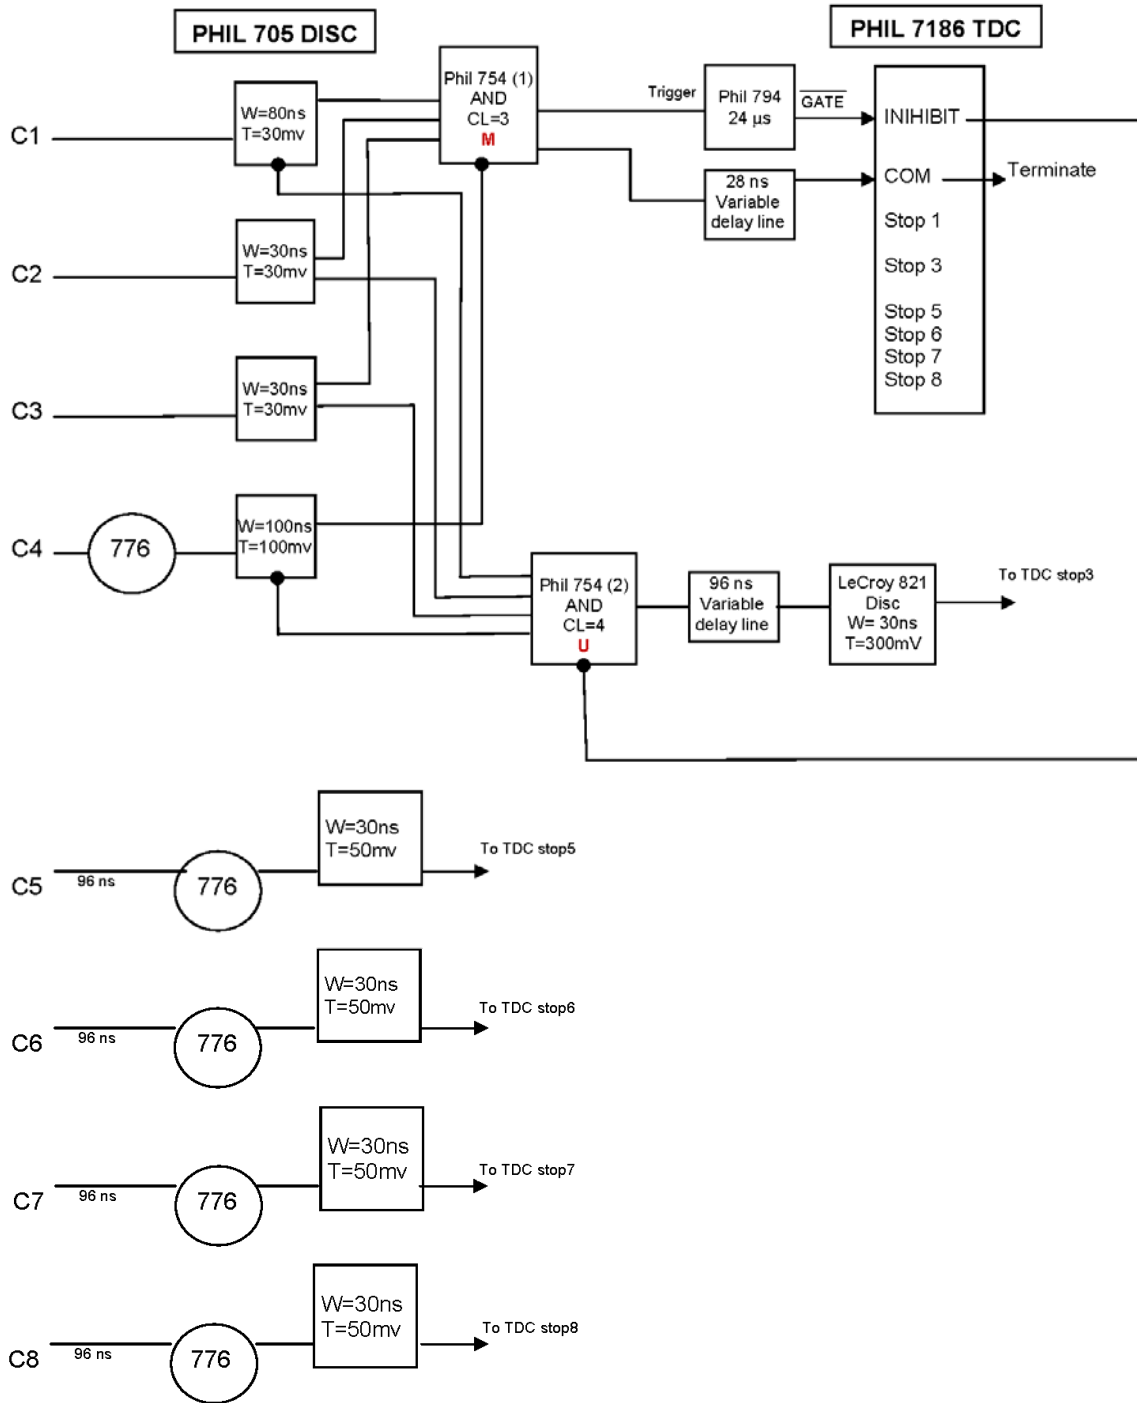 PHIL 705 DISC
PHIL 7186 TDC
C1
W=80ns
T=30mv
Phil 754 (1)
AND
CL=3
M
Trigger
Phil 794
24 µs
GATE
INIHIBIT
28 ns
Variable
delay line
COM
Terminate
Stop 1
Stop 3
Stop 5
Stop 6
Stop 7
Stop 8
C2
W=30ns
T=30mv
C3
W=30ns
T=30mv
C4
776
W=100ns
T=100mv
Phil 754 (2)
AND
CL=4
U
96 ns
Variable
delay line
LeCroy 821
Disc
W= 30ns
T=300mV
To TDC stop3
C5
96 ns
776
W=30ns
T=50mv
To TDC stop5
C6
96 ns
776
W=30ns
T=50mv
To TDC stop6
C7
96 ns
776
W=30ns
T=50mv
To TDC stop7
C8
96 ns
776
W=30ns
T=50mv
To TDC stop8